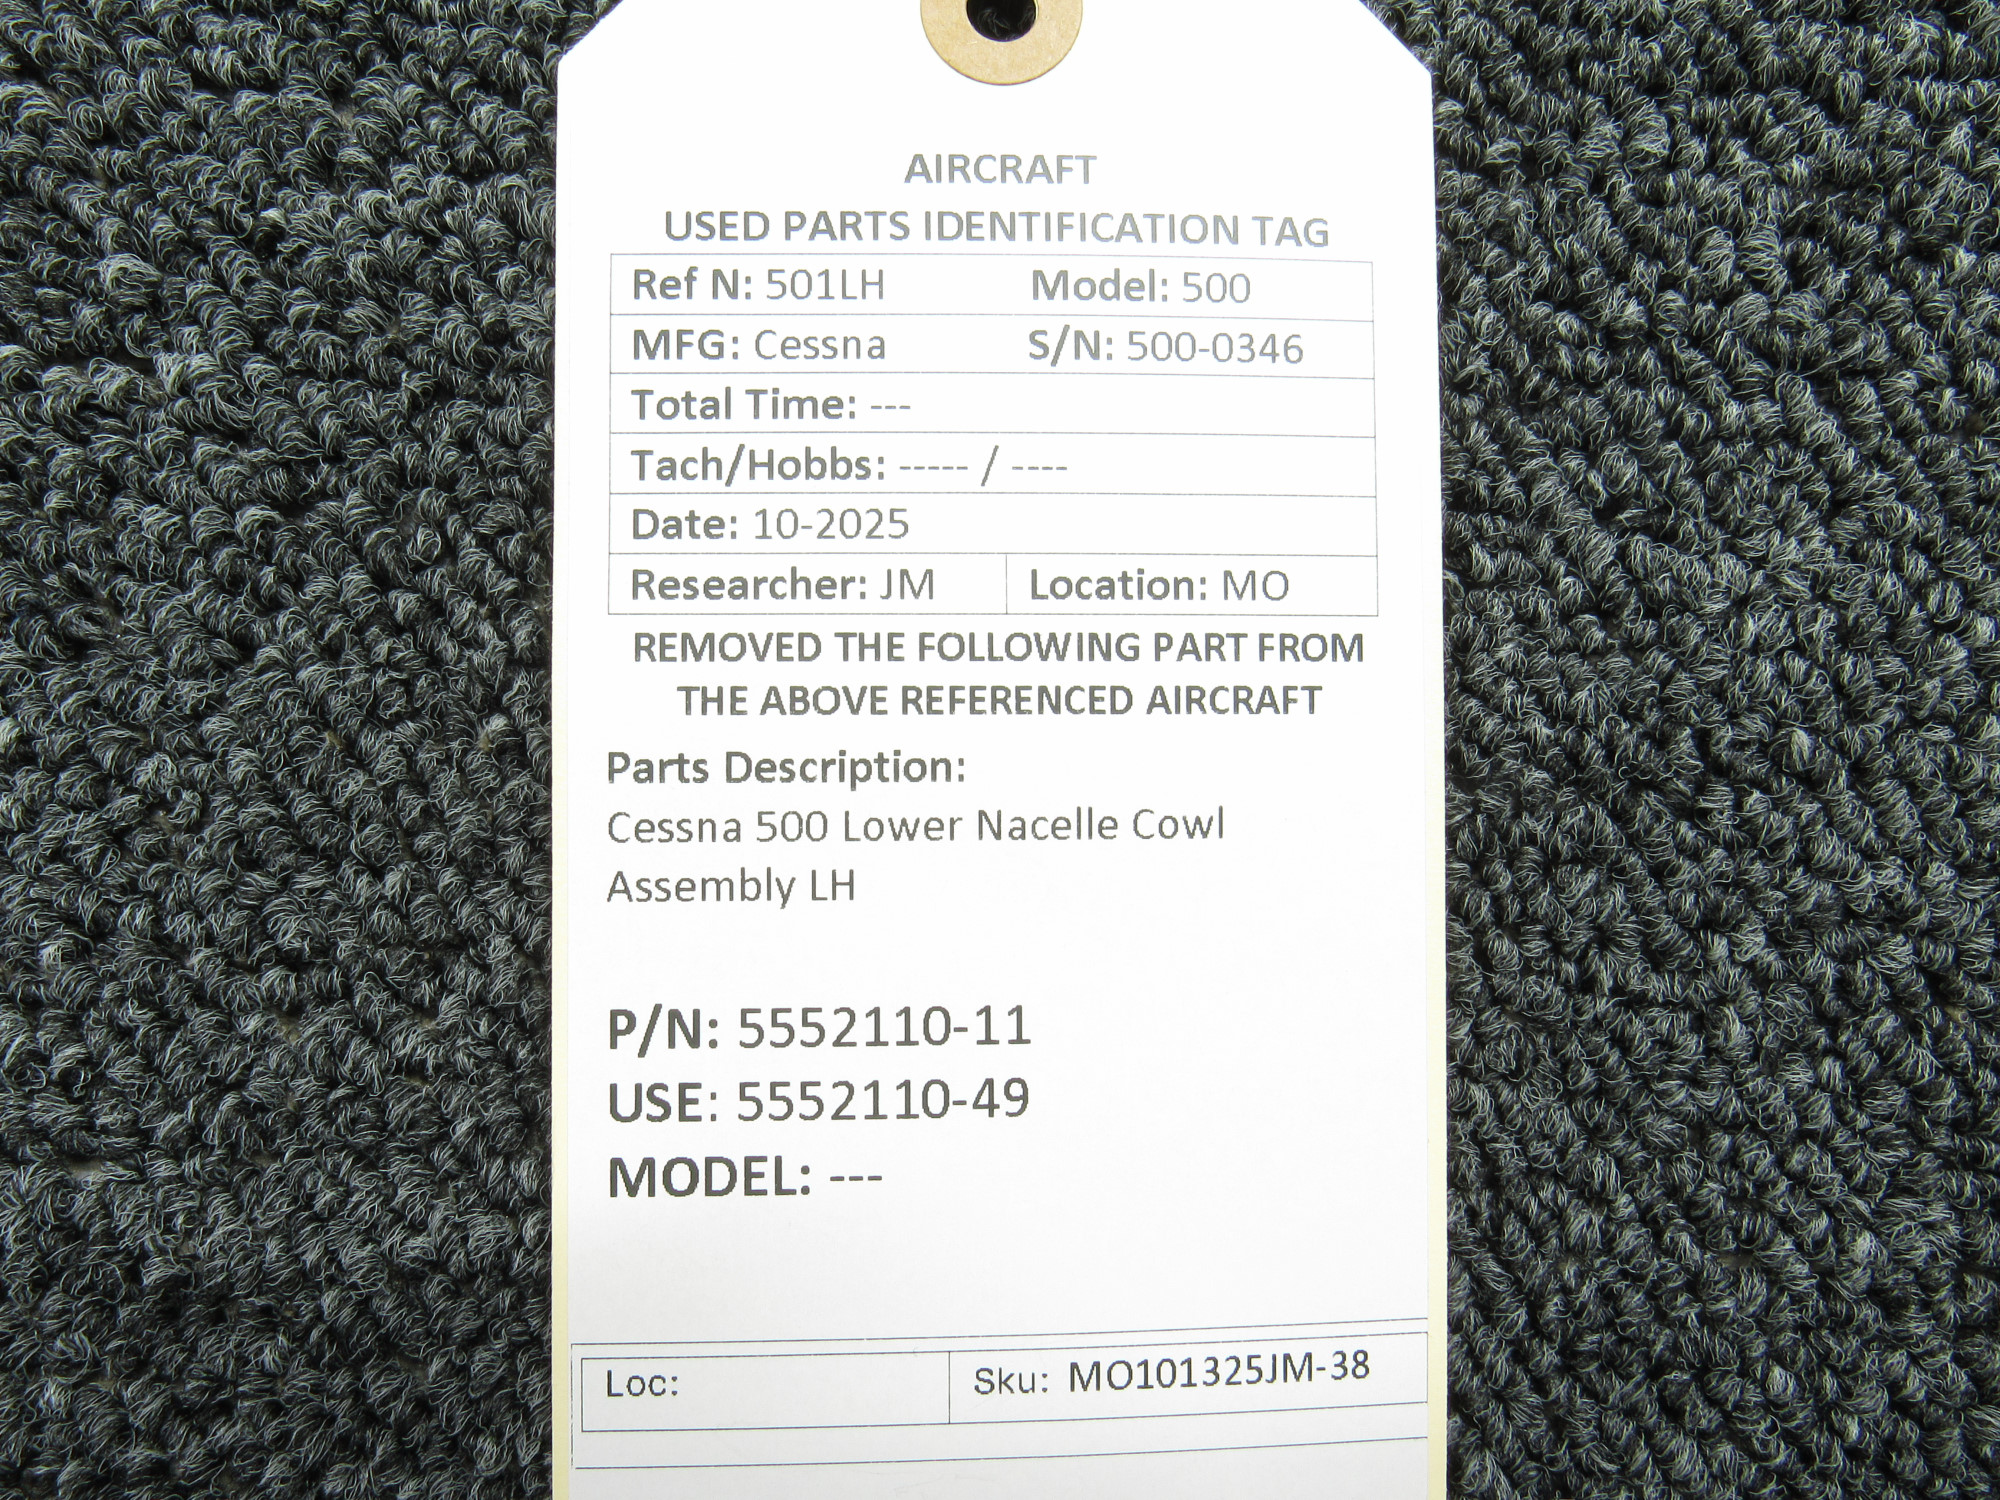 AIRCRAFT
USED PARTS IDENTIFICATION TAG
Ref N: 501LH Model: 500
MFG: Cessna S/N: 500-0346
Total Time: ---
Tach/Hobbs: ----- / ----
Date: 10-2025
Researcher: JM Location: MO
REMOVED THE FOLLOWING PART FROM
THE ABOVE REFERENCED AIRCRAFT
Parts Description:
Cessna 500 Lower Nacelle Cowl
Assembly LH
P/N: 5552110-11
USE: 5552110-49
MODEL: ---
Loc: Sku: MO101325JM-38